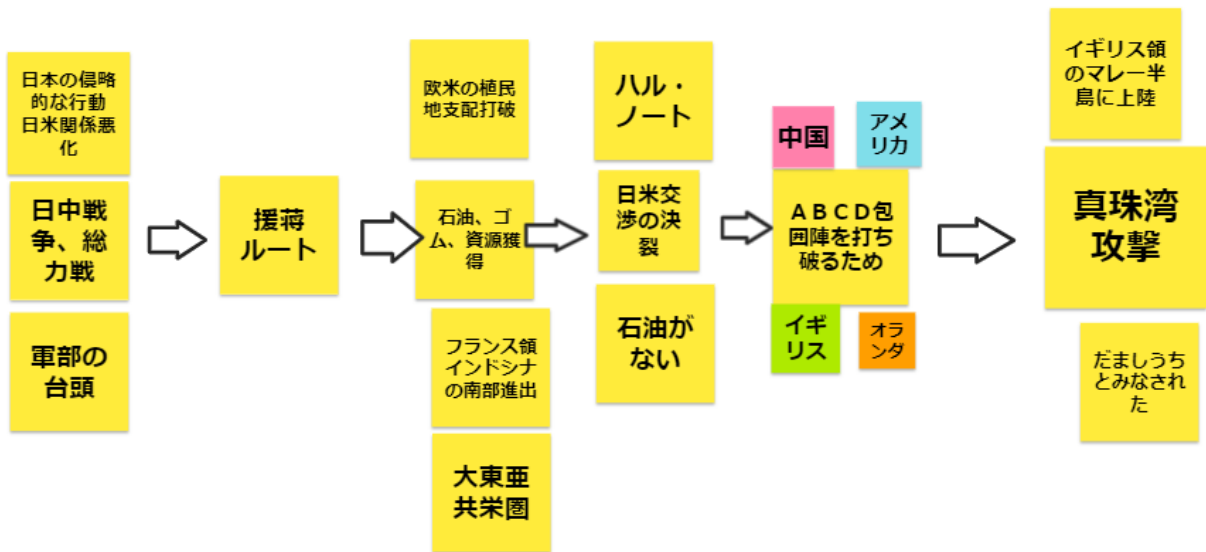 日本の侵略
的な行動
日米関係悪
化
日中戦
争、総
力戦
軍部の
台頭
援蒋
ルート
欧米の植民
地支配打破
石油、ゴ
ム、資源獲
得
フランス領
インドシナ
の南部進出
大東亜
共栄圏
ハル・
ノート
日米交
渉の決
裂
石油が
ない
中国
アメ
リカ
ＡＢＣＤ包
囲陣を打ち
破るため
イギ
リス
オラ
ンダ
イギリス領
のマレー半
島に上陸
真珠湾
攻撃
だましうち
とみなされ
た